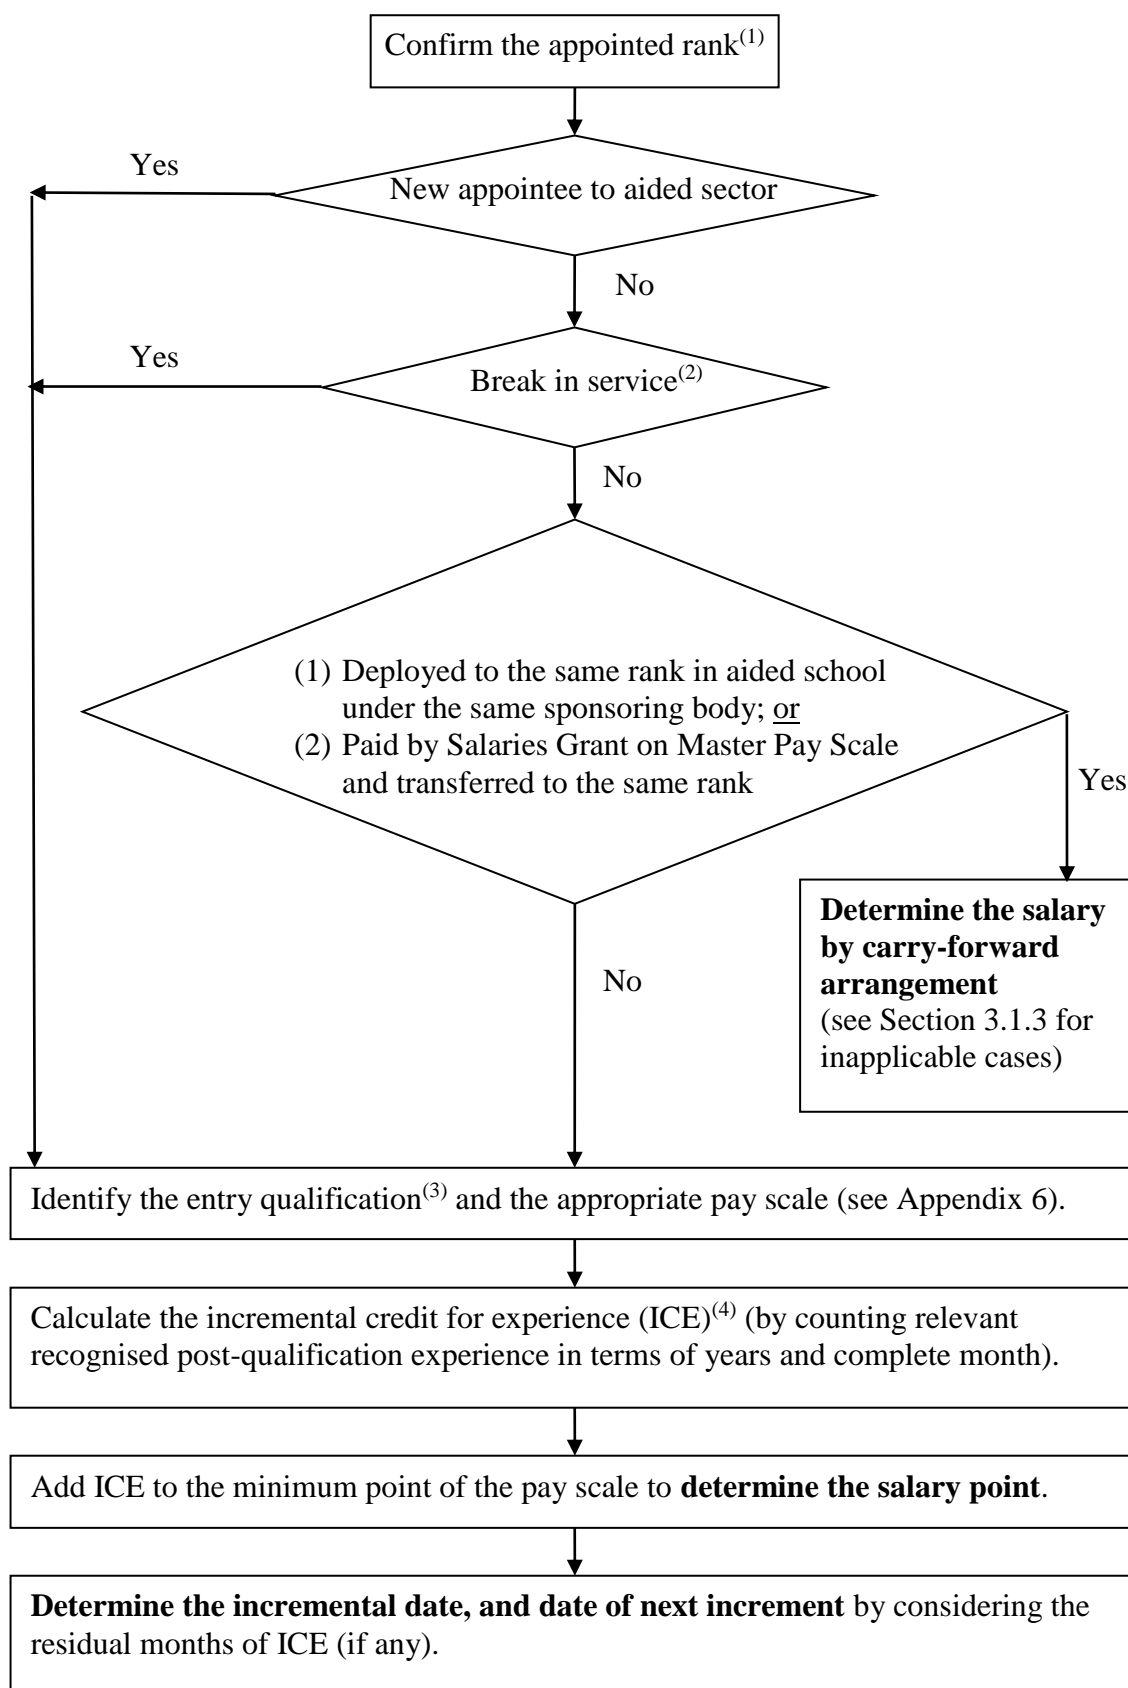 Confirm the appointed rank(1)
Yes
New appointee to aided sector
No
Yes
Break in service(2)
No
(1) Deployed to the same rank in aided school
under the same sponsoring body; or
(2) Paid by Salaries Grant on Master Pay Scale
and transferred to the same rank
Yes
Determine the salary
by carry-forward
arrangement
(see Section 3.1.3 for
inapplicable cases)
No
Identify the entry qualification(3) and the appropriate pay scale (see Appendix 6).
Calculate the incremental credit for experience (ICE)(4) (by counting relevant
recognised post-qualification experience in terms of years and complete month).
Add ICE to the minimum point of the pay scale to determine the salary point.
Determine the incremental date, and date of next increment by considering the
residual months of ICE (if any).